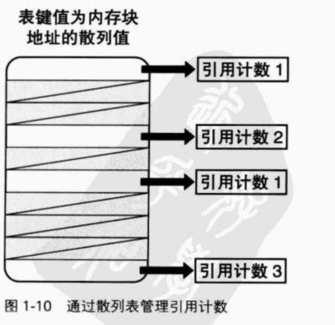 表键值为内存块
地址的散列值
引用计数 1
引用计数 2
引用计数 1
引用计数 3
图 1-10 通过散列表管理引用计数